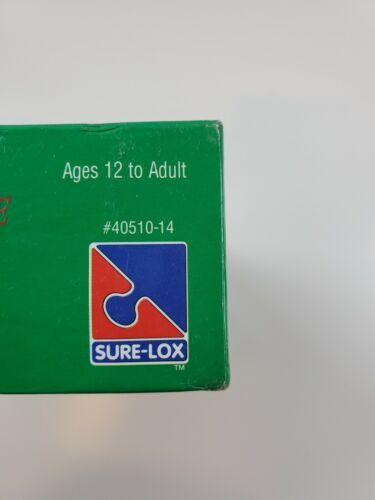 Ages 12 to Adult
#40510-14
SURE-LOX
TM